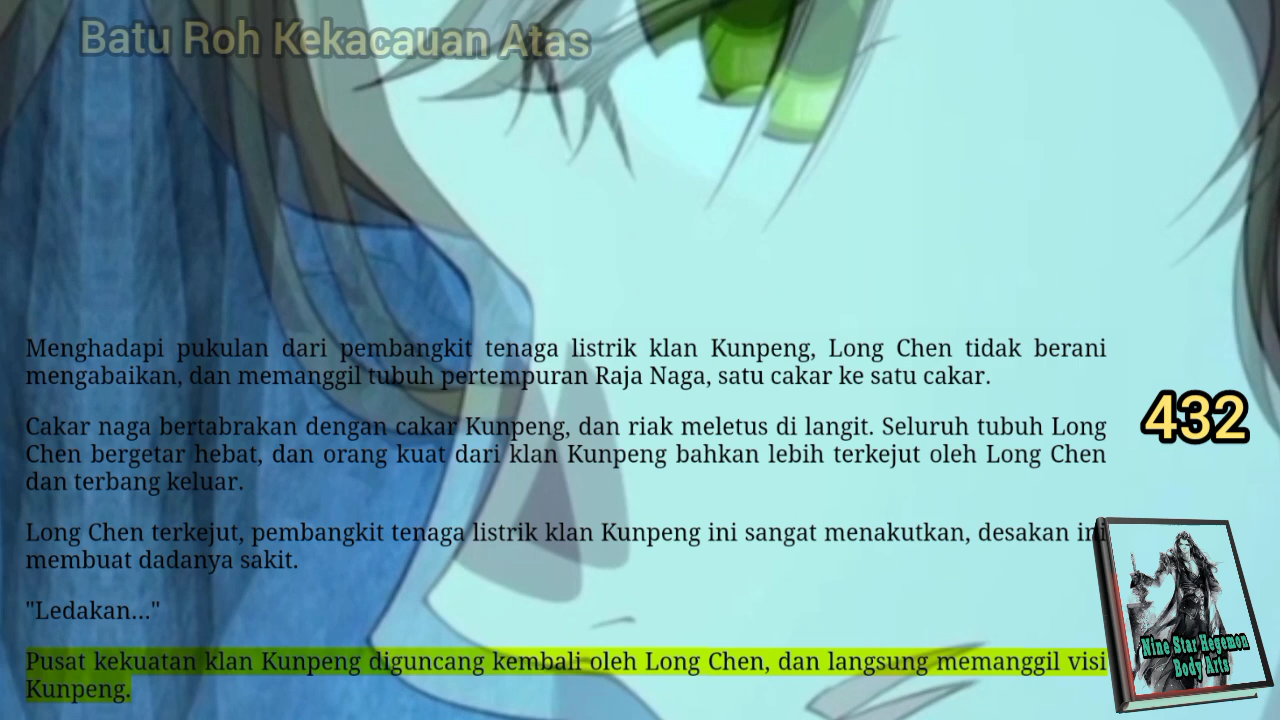 Batu Roh Kekacauan Atas
Menghadapi pukulan dari pembangkit tenaga listrik klan Kunpeng, Long Chen tidak berani
mengabaikan, dan memanggil tubuh pertempuran Raja Naga, satu cakar ke satu cakar.
Cakar naga bertabrakan dengan cakar Kunpeng, dan riak meletus di langit. Seluruh tubuh Long
Chen bergetar hebat, dan orang kuat dari klan Kunpeng bahkan lebih terkejut oleh Long Chen
dan terbang keluar.
432
Long Chen terkejut, pembangkit tenaga listrik klan Kunpeng ini sangat menakutkan, desakan ini
membuat dadanya sakit.
"Ledakan..."
Pusat kekuatan klan Kunpeng diguncang kembali oleh Long Chen, dan langsung memanggil visi
Kunpeng.
Nine Star Hegemon
Body Arts